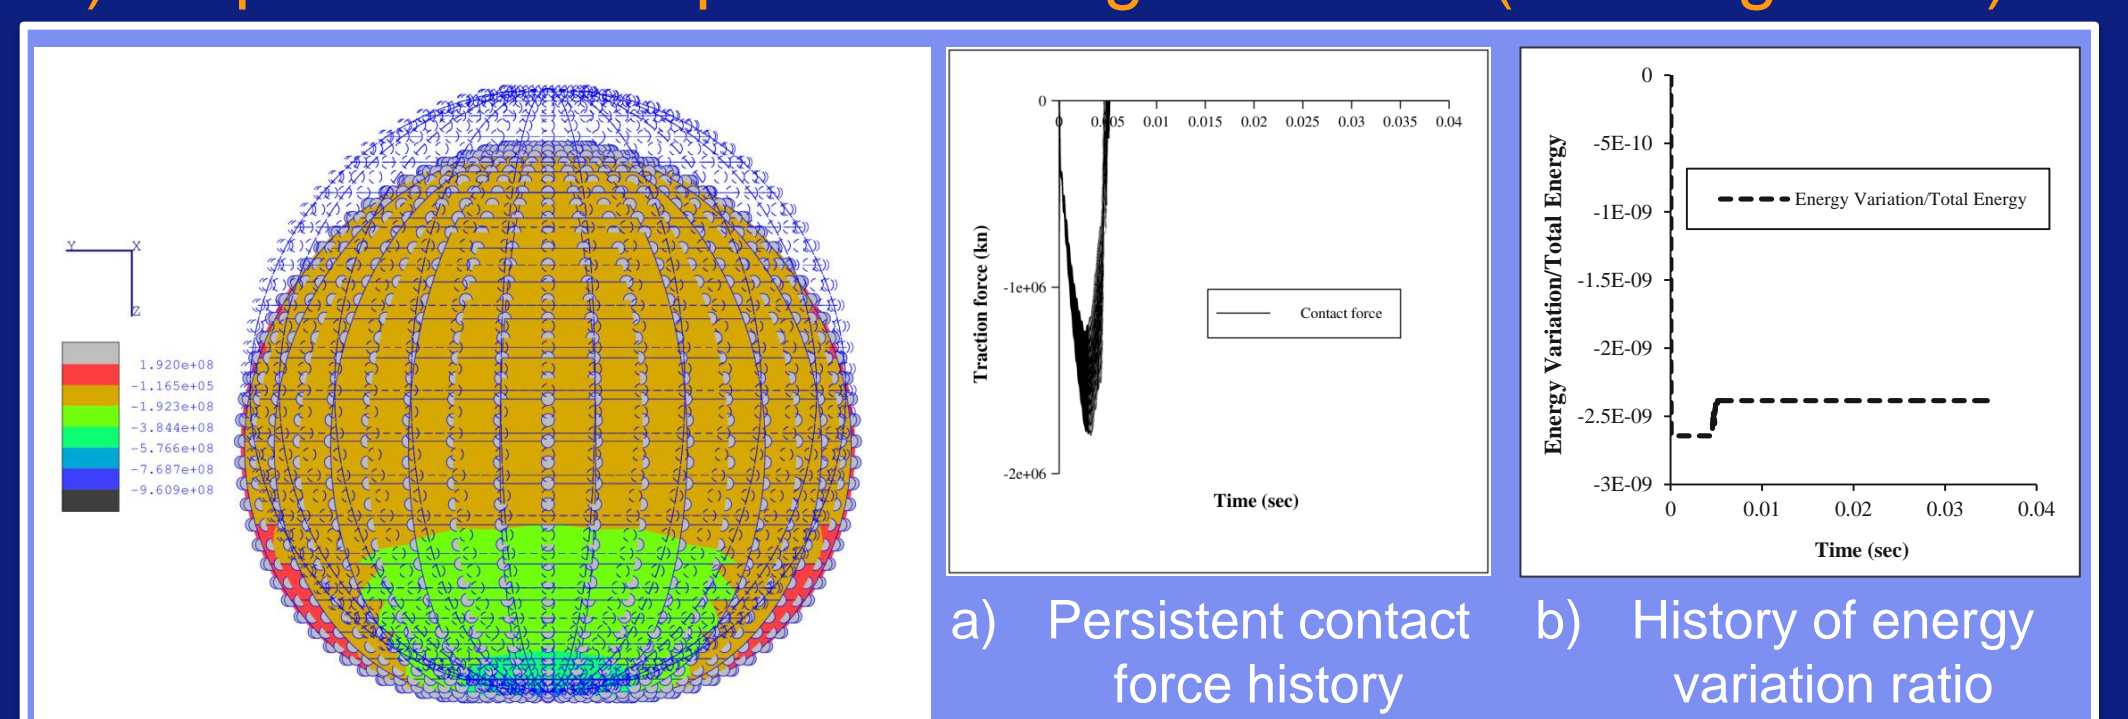 Y X
Z
1.920e+08
-1.165e+05
-1.923e+08
-3.844e+08
-5.766e+08
-7.687e+08
-9.609e+08
0
0 0.005 0.01 0.015 0.02 0.025 0.03 0.035 0.04
-1e+06
-2e+06
Traction force (kn)
Contact force
Time (sec)
0
-5E-10
-1E-09
-1.5E-09
-2E-09
-2.5E-09
-3E-09
Energy Variation/Total Energy
Energy Variation/Total Energy
0 0.01 0.02 0.03 0.04
Time (sec)
a) Persistent contact
force history
b) History of energy
variation ratio